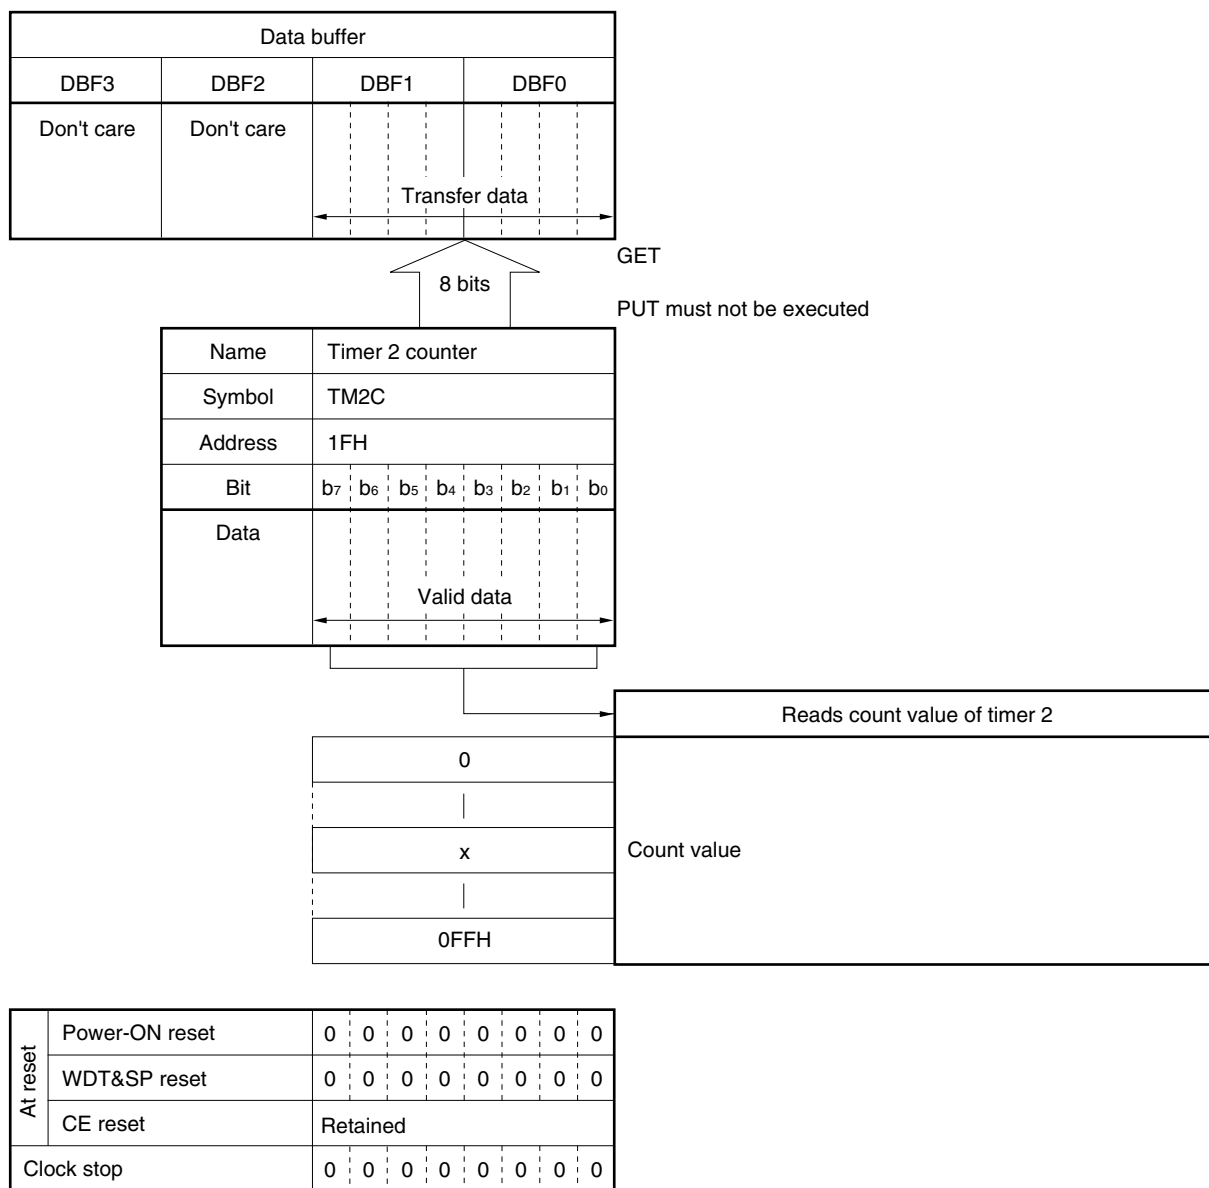 Data buffer
DBF3 DBF2 DBF1 DBF0
Don't care Don't care
Transfer data
GET
8 bits
PUT must not be executed
Name Timer 2 counter
Symbol TM2C
Address 1FH
Bit b7 b6 b5 b4 b3 b2 b1 b0
Data
Valid data
Reads count value of timer 2
0
x
Count value
0FFH
At reset
Power-ON reset 0 0 0 0 0 0 0 0
WDT&SP reset 0 0 0 0 0 0 0 0
CE reset Retained
Clock stop 0 0 0 0 0 0 0 0